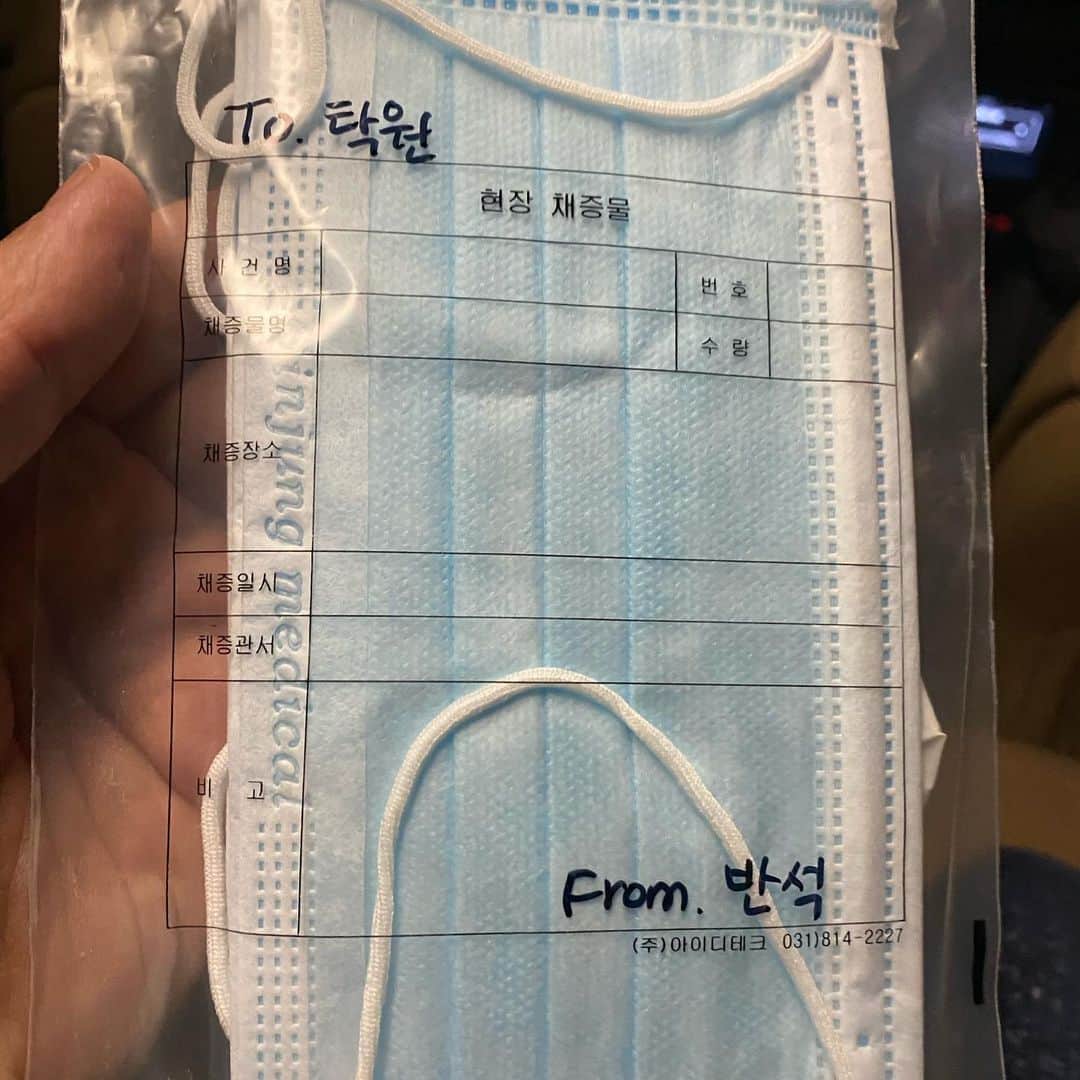 To. 탁원
현장 채증물
사 건 명
번 호
채증물명
수 량
채증장소
채증일시
채증관서
비 고
injung medical
From. 반석
(주)아이디테크 031)814-2227